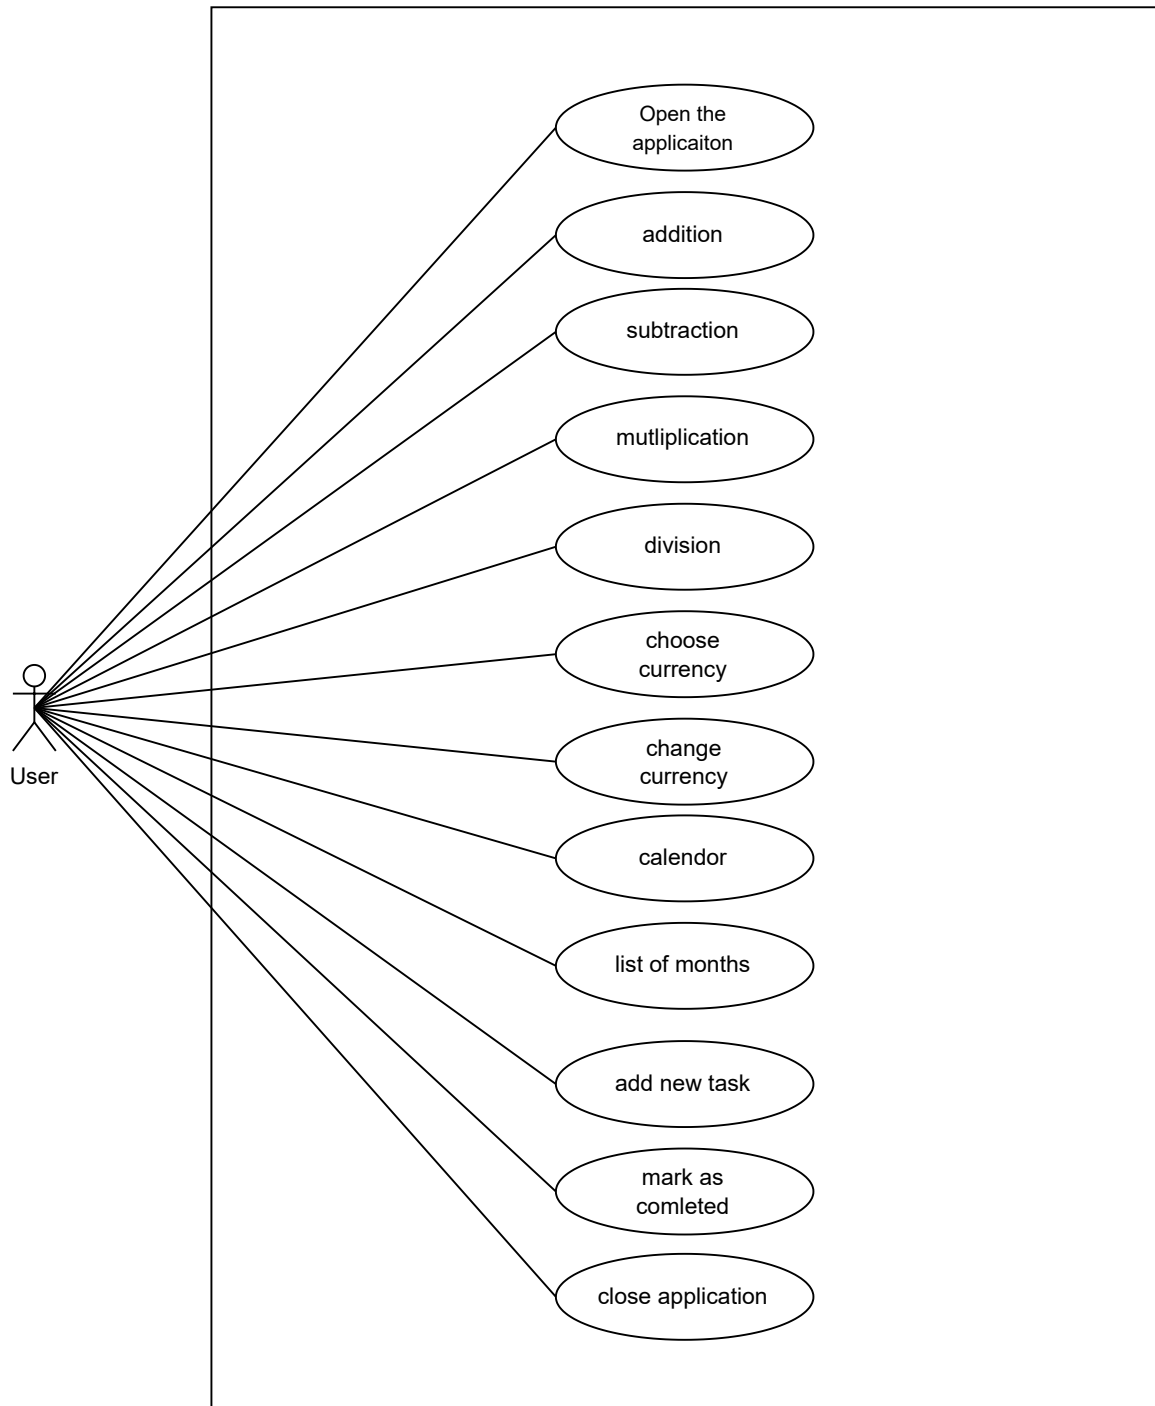 Open the
applicaiton
addition
subtraction
mutliplication
division
choose
currency
change
currency
User
calendor
list of months
add new task
mark as
comleted
close application